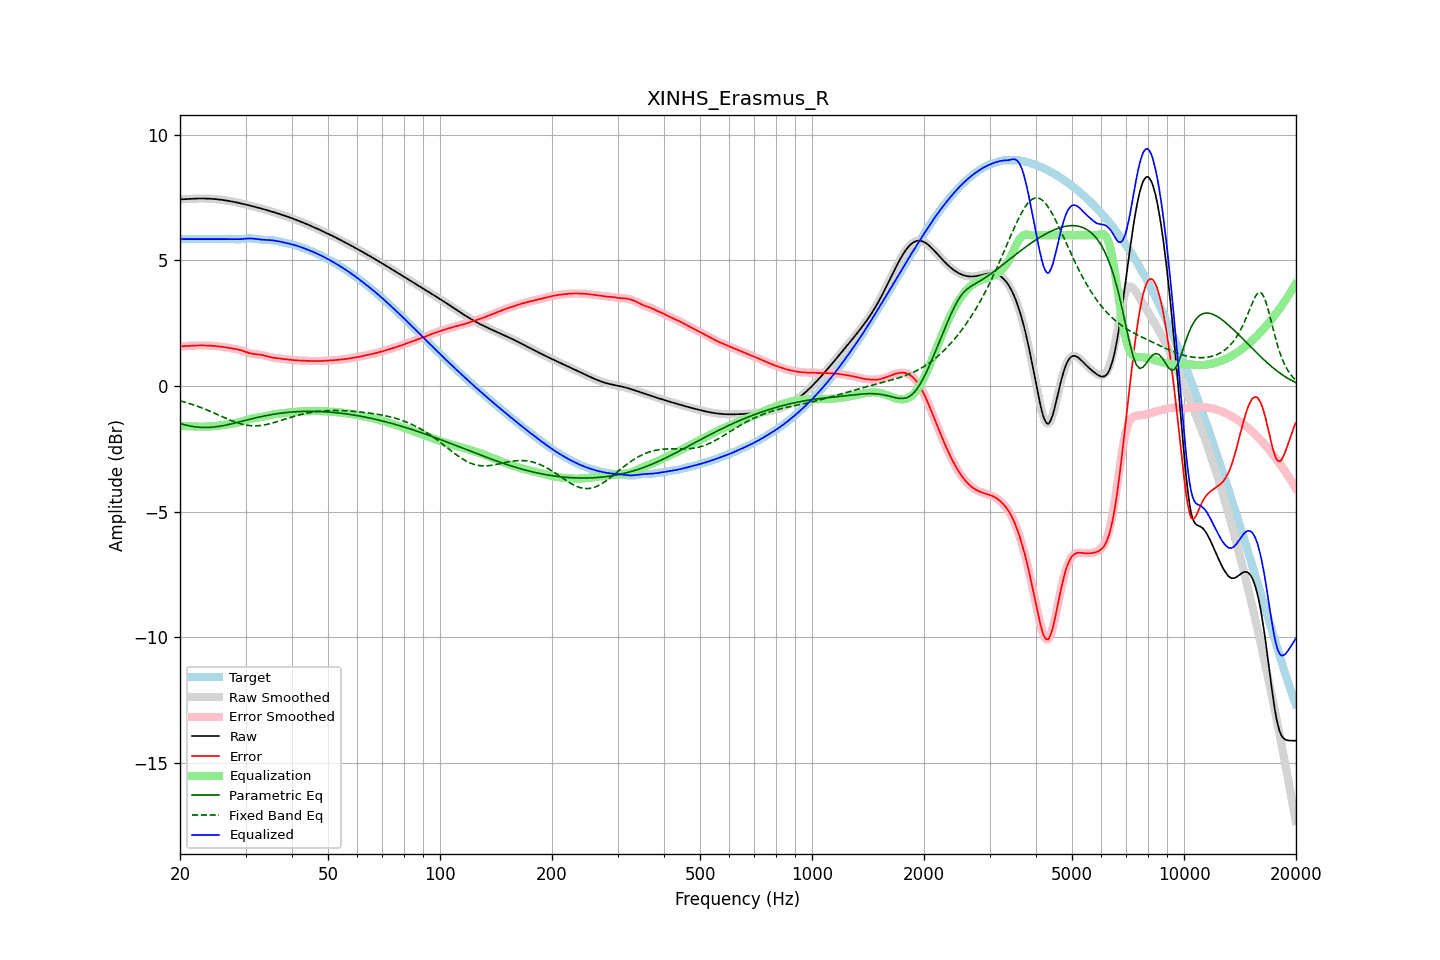 XINHS_Erasmus_R
Amplitude (dBr)
10
5
0
−5
−10
−15
Target
Raw Smoothed
Error Smoothed
Raw
Error
Equalization
Parametric Eq
Fixed Band Eq
Equalized
20 50 100 200 500 1000 2000 5000 10000 20000
Frequency (Hz)